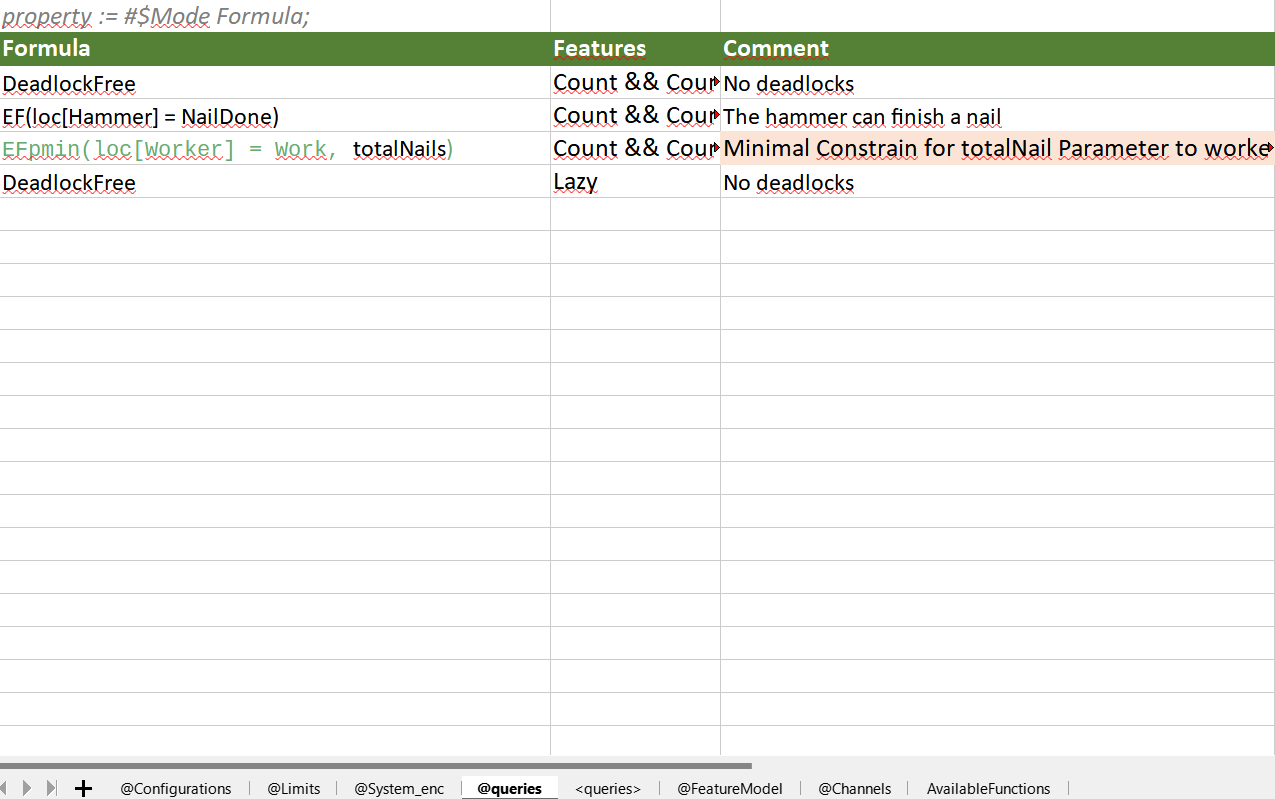 property := #$Mode Formula;
Formula Features Comment
DeadlockFree Count && Cour No deadlocks
EF(loc[Hammer] = NailDone) Count && Cour The hammer can finish a nail
EFpmin(loc[Worker] = Work, totalNails) Count && Cour Minimal Constrain for totalNail Parameter to worke
DeadlockFree Lazy No deadlocks
@Configurations @Limits @System_enc @queries <queries> @FeatureModel @Channels AvailableFunctions